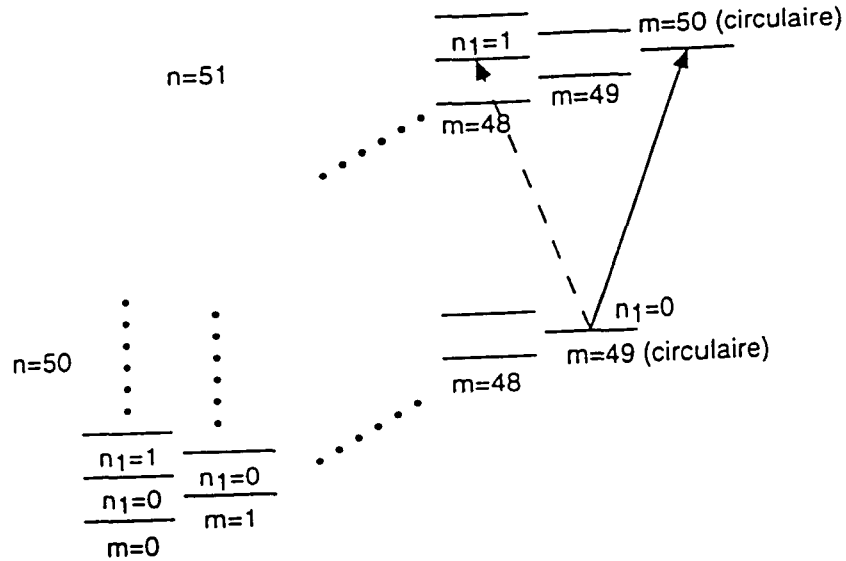 m=50 (circulaire)
n1=1
n=51
m=49
m=48
n1=0
m=49 (circulaire)
n=50
m=48
n1=1
n1=0
n1=0
m=1
m=0